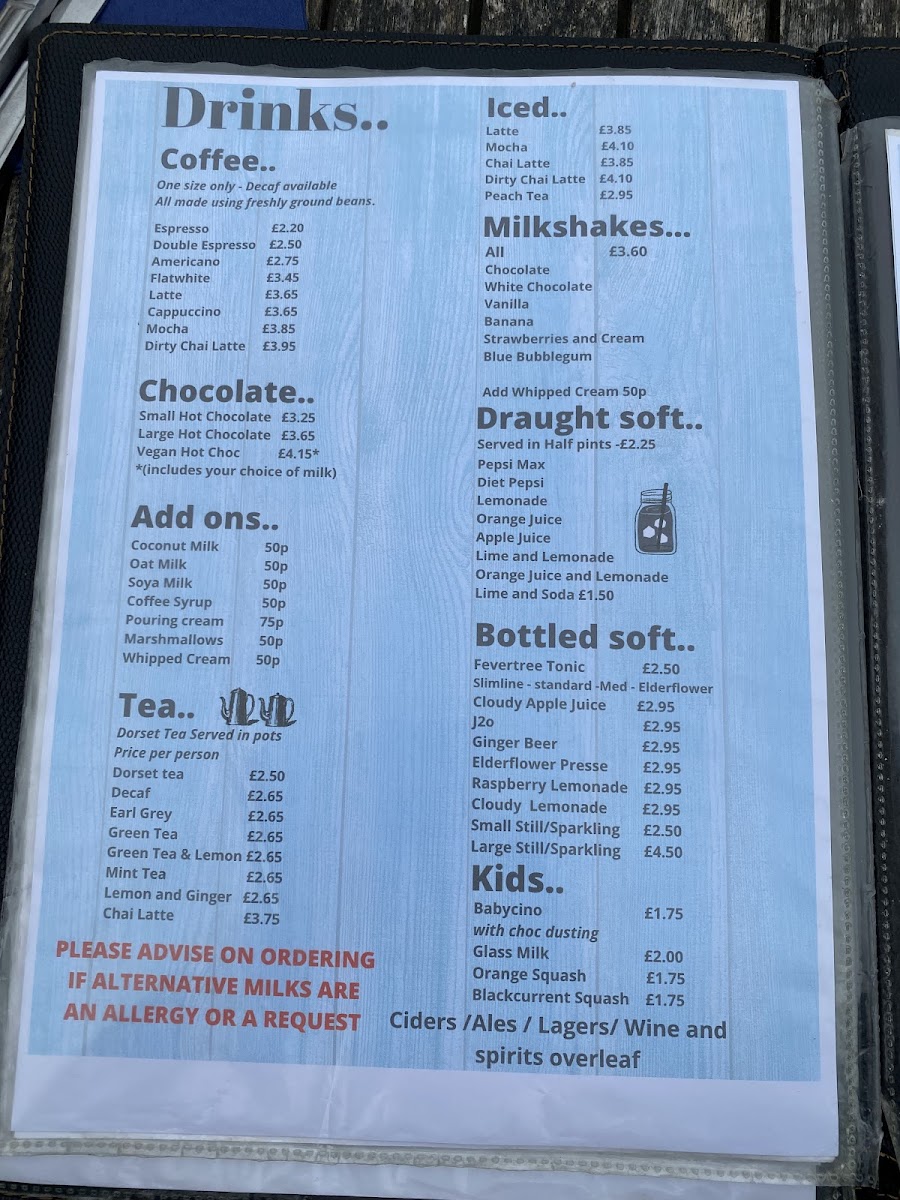 Drinks..
Coffee..
One size only - Decaf available
All made using freshly ground beans.
Espresso £2.20
Double Espresso £2.50
Americano £2.75
Flatwhite £3.45
Latte £3.65
Cappuccino £3.65
Mocha £3.85
Dirty Chai Latte £3.95
Chocolate..
Small Hot Chocolate £3.25
Large Hot Chocolate £3.65
Vegan Hot Choc £4.15*
*(includes your choice of milk)
Add ons..
Coconut Milk 50p
Oat Milk 50p
Soya Milk 50p
Coffee Syrup 50p
Pouring cream 75p
Marshmallows 50p
Whipped Cream 50p
Tea..
Dorset Tea Served in pots
Price per person
Dorset tea £2.50
Decaf £2.65
Earl Grey £2.65
Green Tea £2.65
Green Tea & Lemon £2.65
Mint Tea £2.65
Lemon and Ginger £2.65
Chai Latte £3.75
PLEASE ADVISE ON ORDERING
IF ALTERNATIVE MILKS ARE
AN ALLERGY OR A REQUEST
Iced..
Latte £3.85
Mocha £4.10
Chai Latte £3.85
Dirty Chai Latte £4.10
Peach Tea £2.95
Milkshakes...
All £3.60
Chocolate
White Chocolate
Vanilla
Banana
Strawberries and Cream
Blue Bubblegum
Add Whipped Cream 50p
Draught soft..
Served in Half pints -£2.25
Pepsi Max
Diet Pepsi
Lemonade
Orange Juice
Apple Juice
Lime and Lemonade
Orange Juice and Lemonade
Lime and Soda £1.50
Bottled soft..
Fevertree Tonic £2.50
Slimline - standard -Med - Elderflower
Cloudy Apple Juice £2.95
J2o £2.95
Ginger Beer £2.95
Elderflower Presse £2.95
Raspberry Lemonade £2.95
Cloudy Lemonade £2.95
Small Still/Sparkling £2.50
Large Still/Sparkling £4.50
Kids..
Babycino £1.75
with choc dusting
Glass Milk £2.00
Orange Squash £1.75
Blackcurrent Squash £1.75
Ciders /Ales / Lagers/ Wine and
spirits overleaf